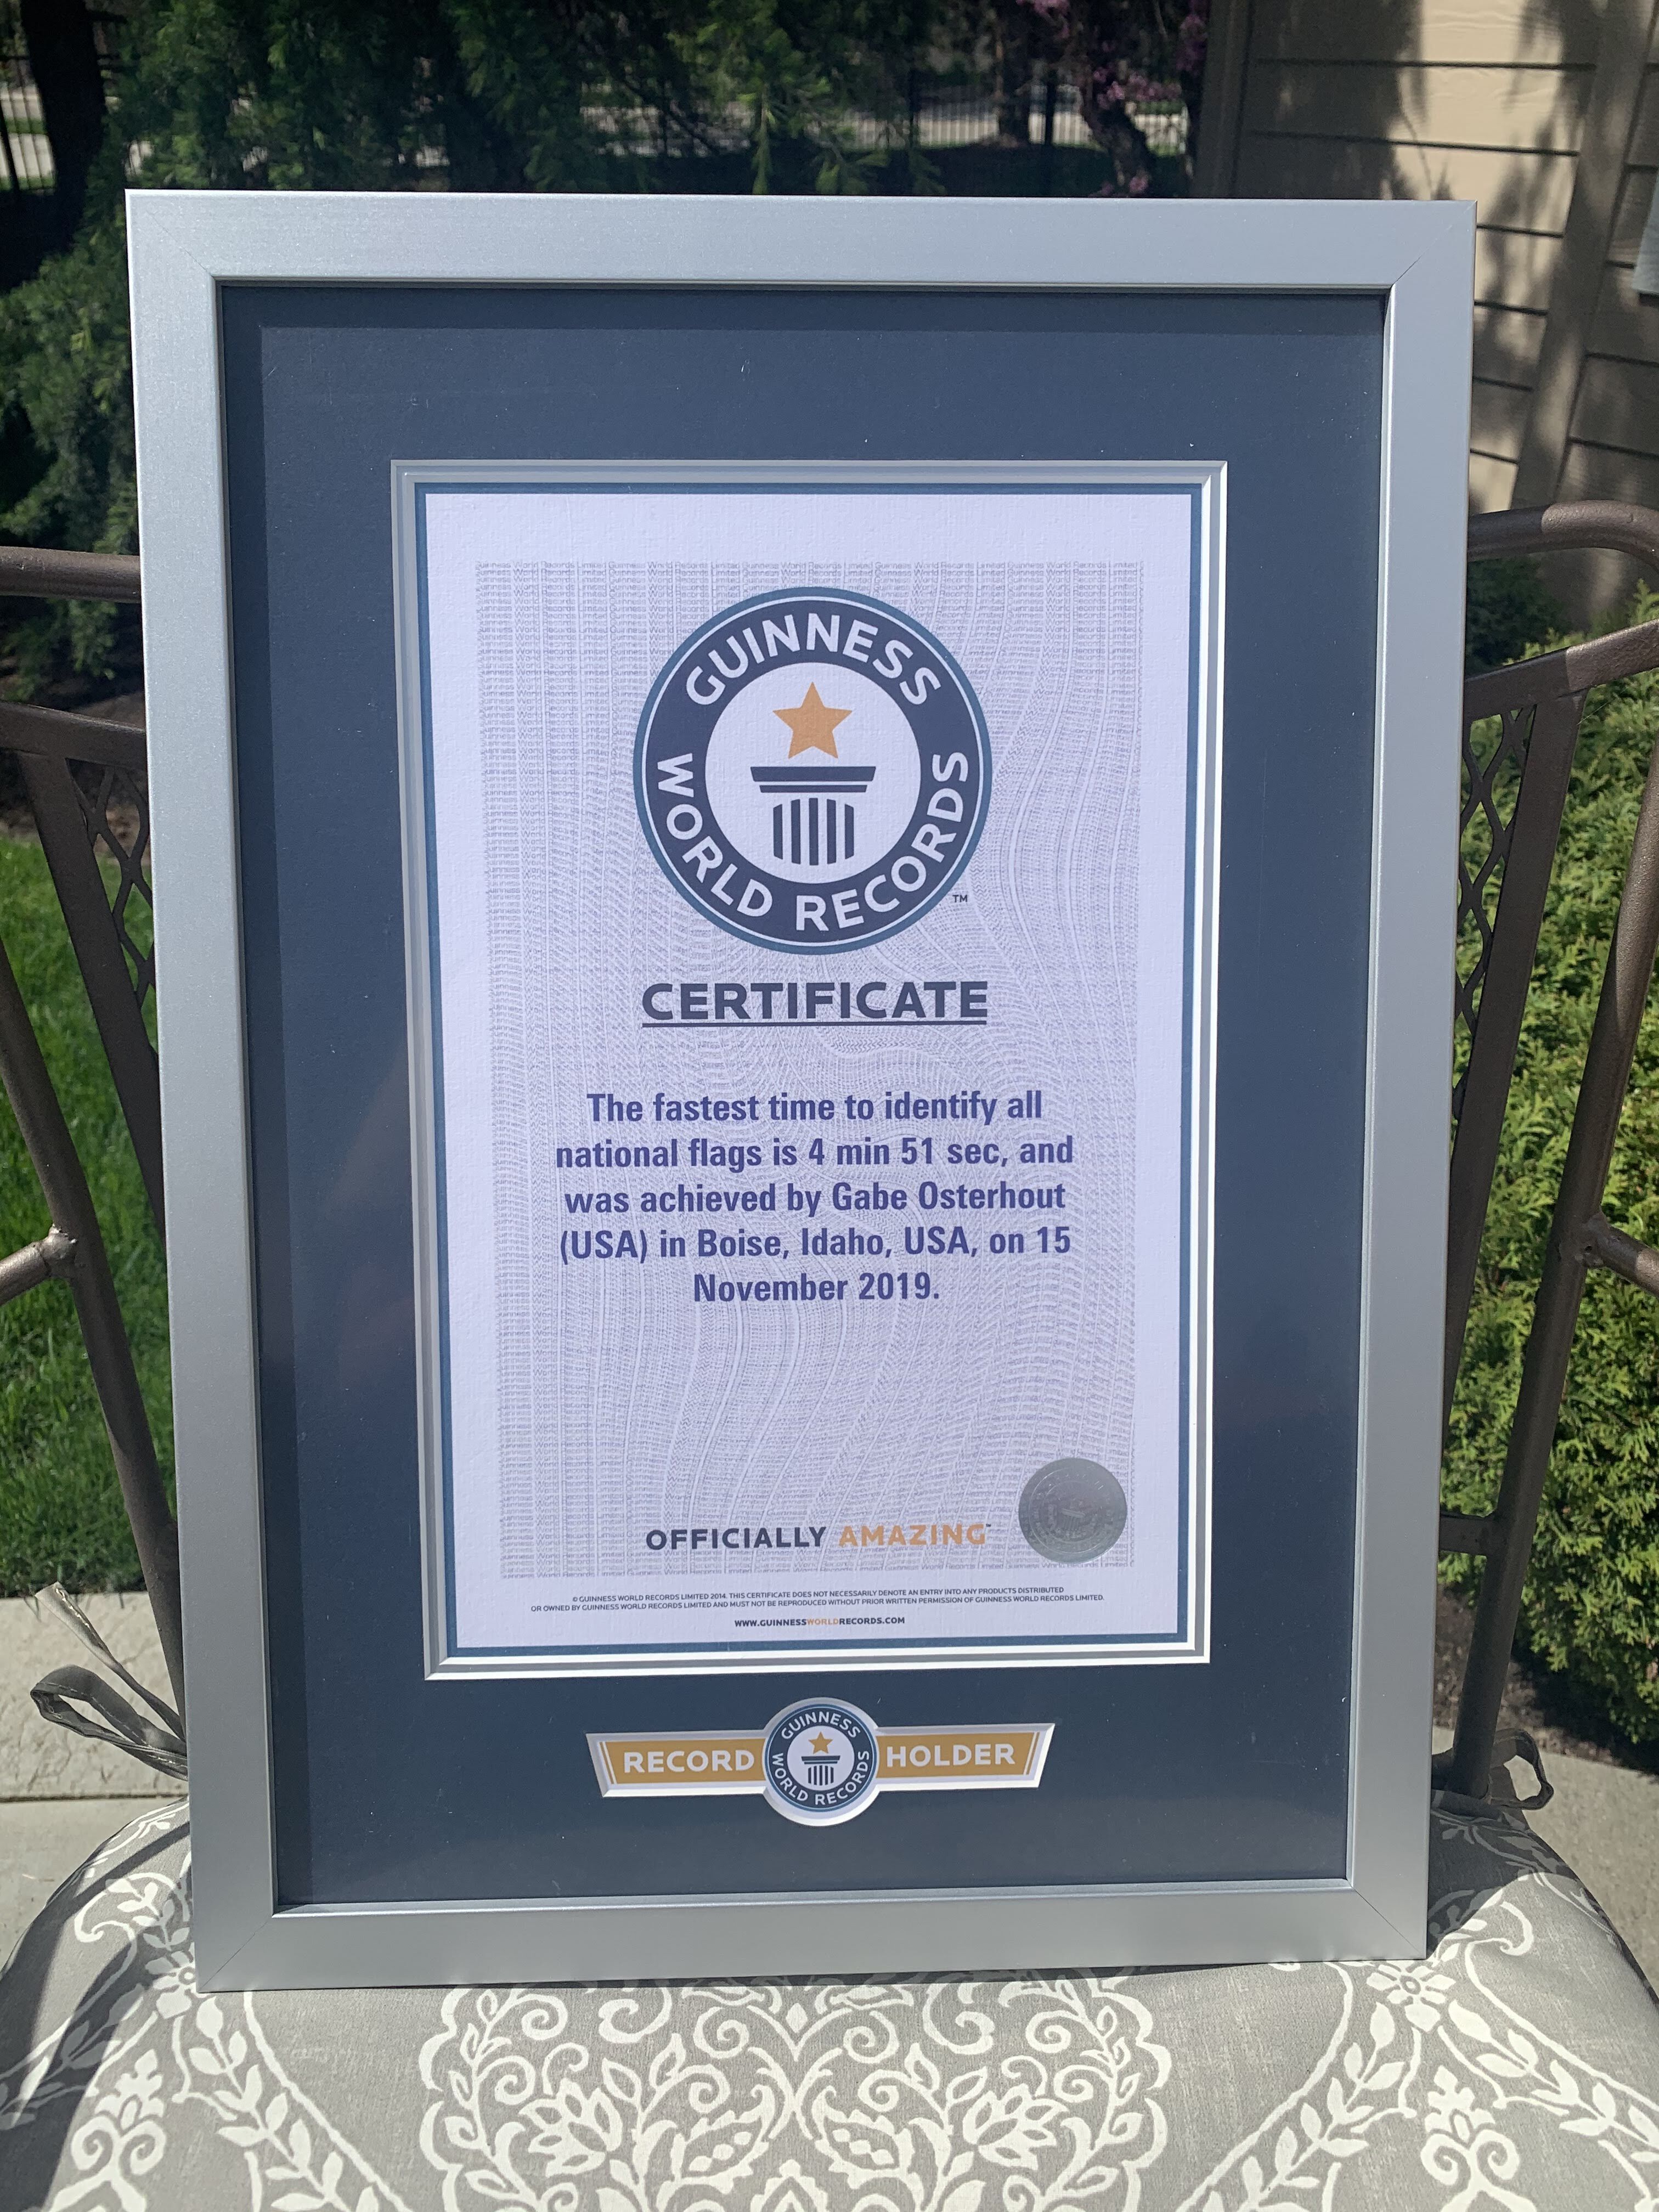 GUINNESS
WORLD RECORDS
TM
CERTIFICATE
The fastest time to identify all
national flags is 4 min 51 sec, and
was achieved by Gabe Osterhout
(USA) in Boise, Idaho, USA, on 15
November 2019.
OFFICIALLY AMAZING™
© GUINNESS WORLD RECORDS LIMITED 2014. THIS CERTIFICATE DOES NOT NECESSARILY DENOTE AN ENTRY INTO ANY PRODUCTS DISTRIBUTED
OR OWNED BY GUINNESS WORLD RECORDS LIMITED AND MUST NOT BE REPRODUCED WITHOUT PRIOR WRITTEN PERMISSION OF GUINNESS WORLD RECORDS LIMITED.
WWW.GUINNESSWORLDRECORDS.COM
RECORD GUINNESS WORLD RECORDS HOLDER